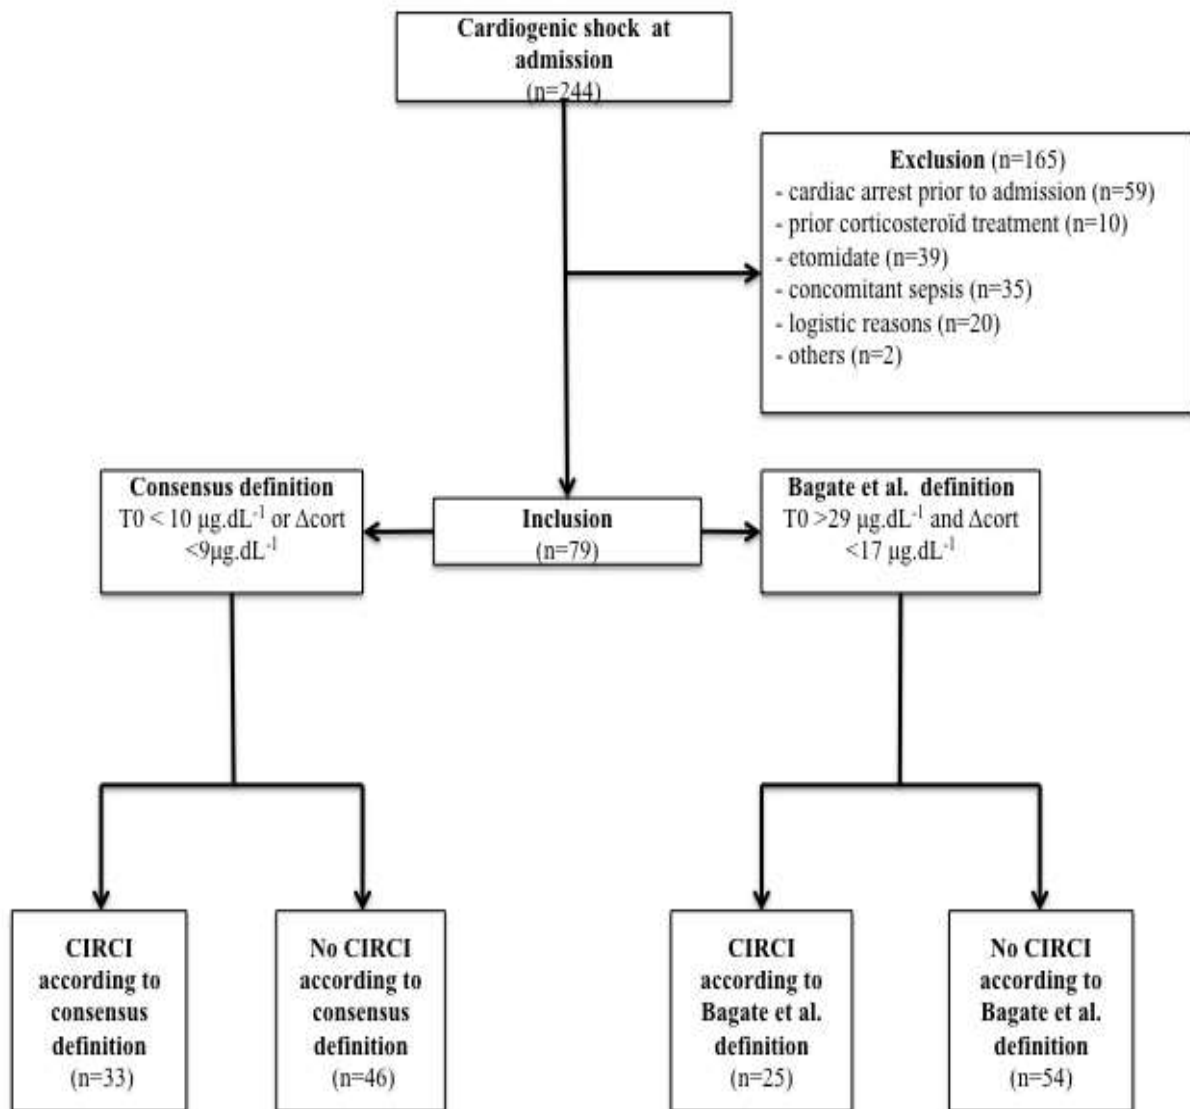 Cardiogenic shock at
admission
(n=244)
Exclusion (n=165)
- cardiac arrest prior to admission (n=59)
- prior corticosteroïd treatment (n=10)
- etomidate (n=39)
- concomitant sepsis (n=35)
- logistic reasons (n=20)
- others (n=2)
Consensus definition
T0 < 10 µg.dL⁻¹ or Δcort
<9µg.dL⁻¹
Inclusion
(n=79)
Bagate et al. definition
T0 >29 µg.dL⁻¹ and Δcort
<17 µg.dL⁻¹
CIRCI
according to
consensus
definition
(n=33)
No CIRCI
according to
consensus
definition
(n=46)
CIRCI
according to
Bagate et al.
definition
(n=25)
No CIRCI
according to
Bagate et al.
definition
(n=54)